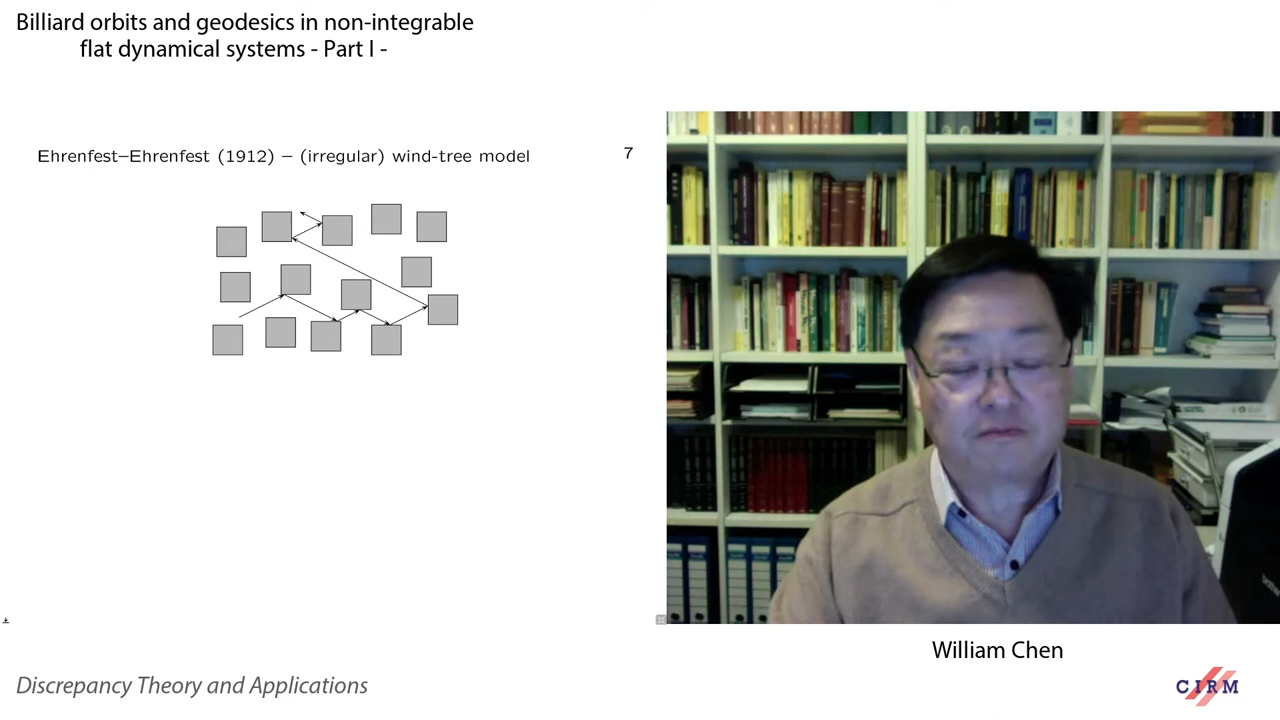 Billiard orbits and geodesics in non-integrable
flat dynamical systems - Part I -
Ehrenfest–Ehrenfest (1912) – (irregular) wind-tree model
7
William Chen
Discrepancy Theory and Applications
CIRM